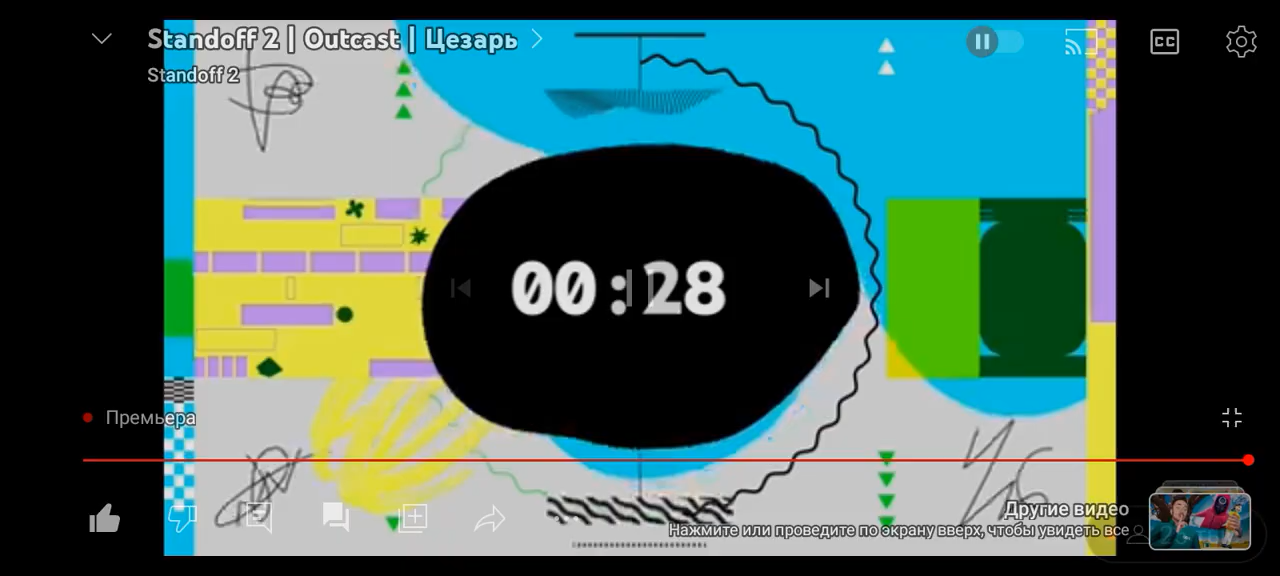 Standoff 2 | Outcast | Цезарь
Standoff 2
CC
00:28
Премьера
Другие видео
Нажмите или проведите по экрану вверх, чтобы увидеть все